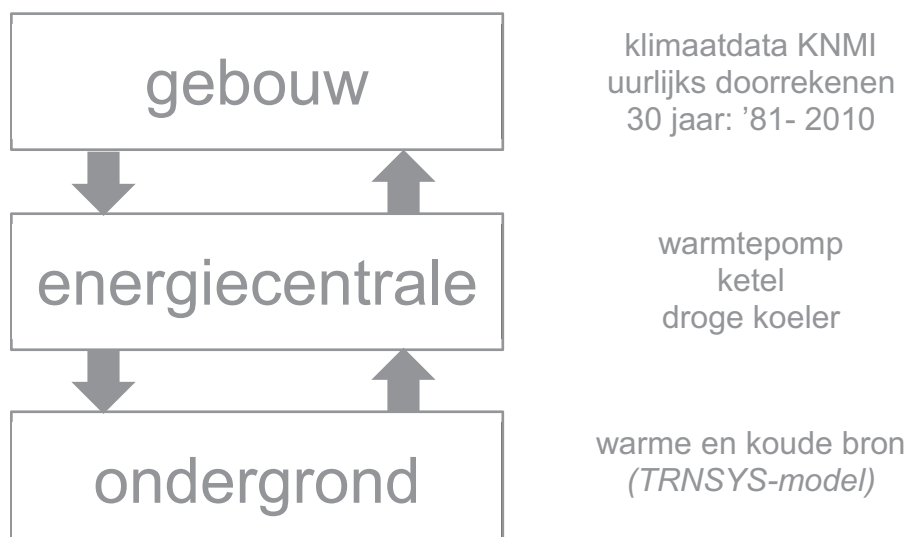 gebouw
klimaatdata KNMI
uurlijks doorrekenen
30 jaar: ’81- 2010
energiecentrale
warmtepomp
ketel
droge koeler
ondergrond
warme en koude bron
(TRNSYS-model)